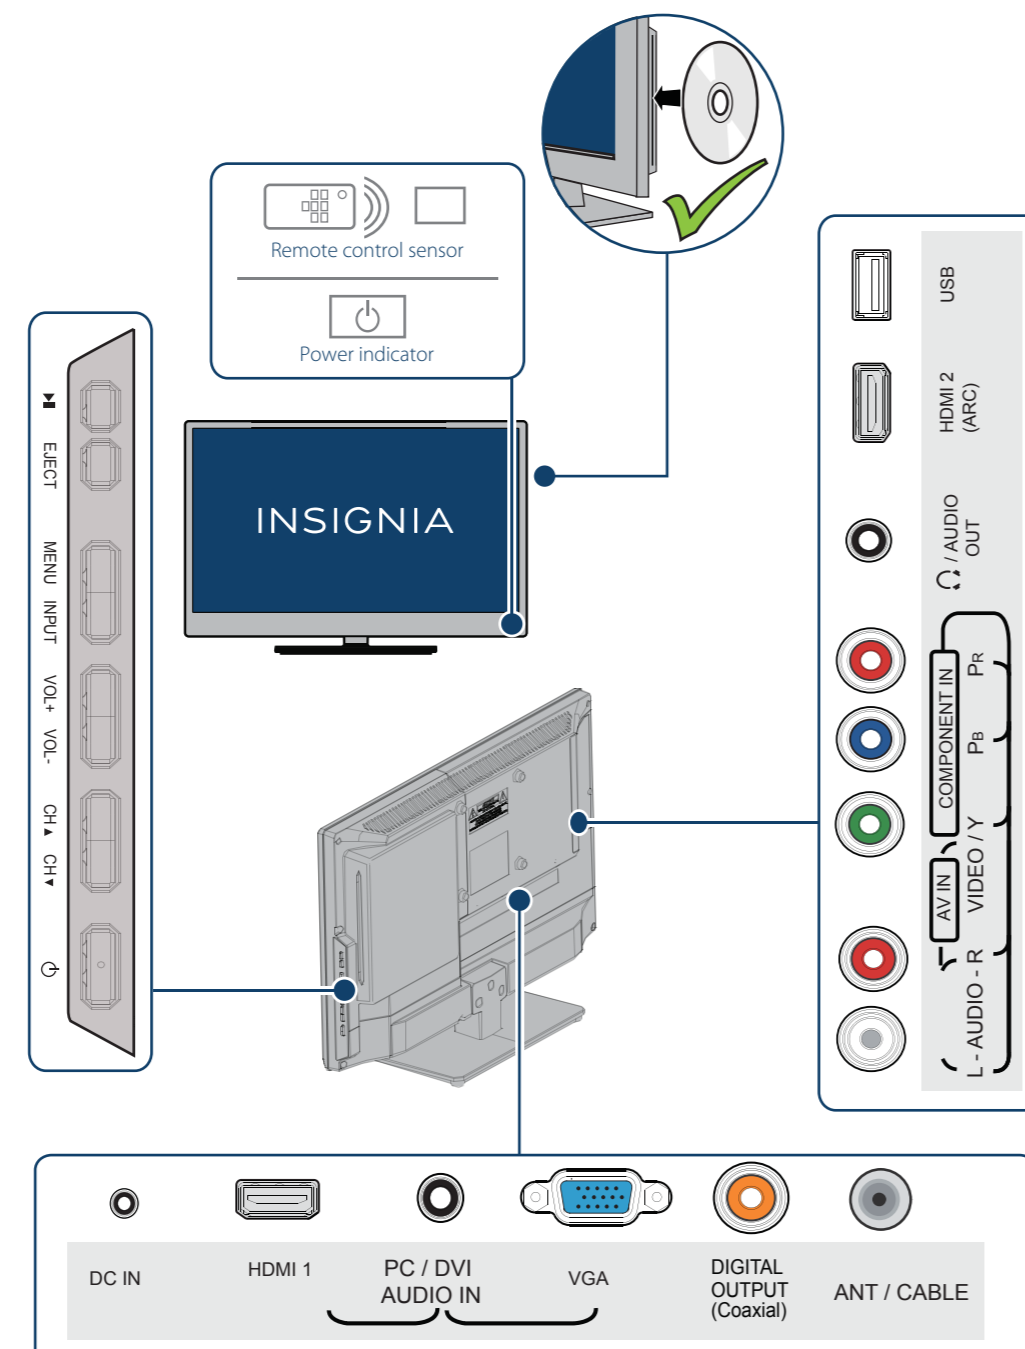 Remote control sensor
Power indicator
INSIGNIA
EJECT
MENU
INPUT
VOL+
VOL-
CH▲
CH▼
USB
HDMI 2
(ARC)
/ AUDIO
OUT
COMPONENT IN
PR
PB
AV IN
VIDEO / Y
L - AUDIO - R
DC IN
HDMI 1
PC / DVI
AUDIO IN
VGA
DIGITAL
OUTPUT
(Coaxial)
ANT / CABLE